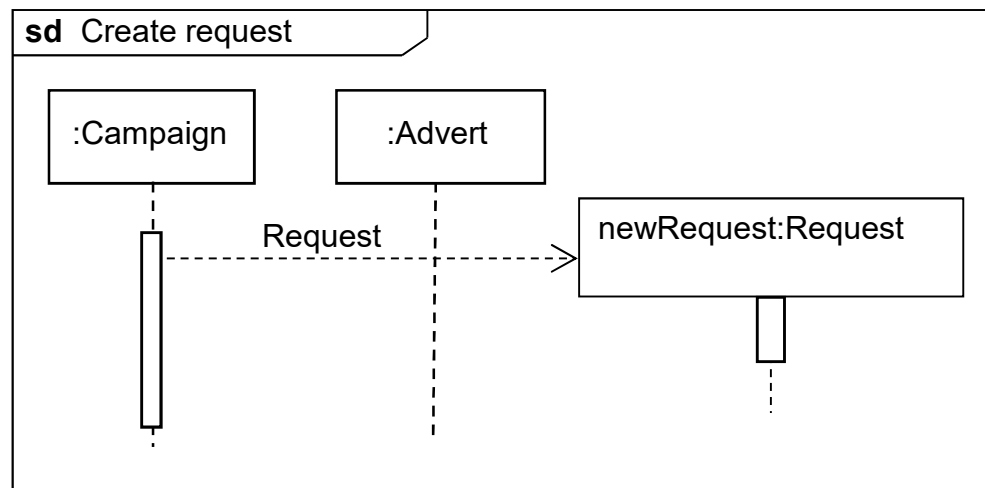 sd Create request
:Campaign
:Advert
Request
newRequest:Request